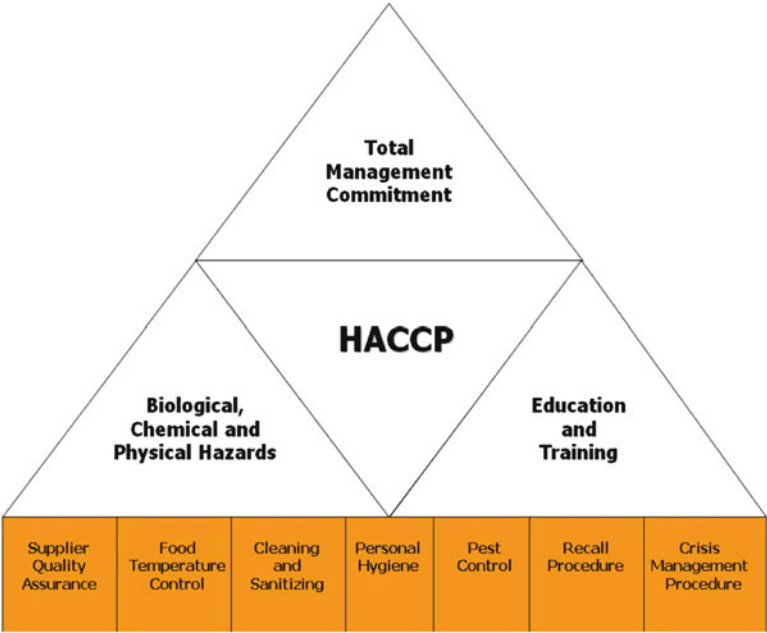 Total
Management
Commitment
HACCP
Biological,
Chemical and
Physical Hazards
Education
and
Training
Supplier
Quality
Assurance
Food
Temperature
Control
Cleaning
and
Sanitizing
Personal
Hygiene
Pest
Control
Recall
Procedure
Crisis
Management
Procedure